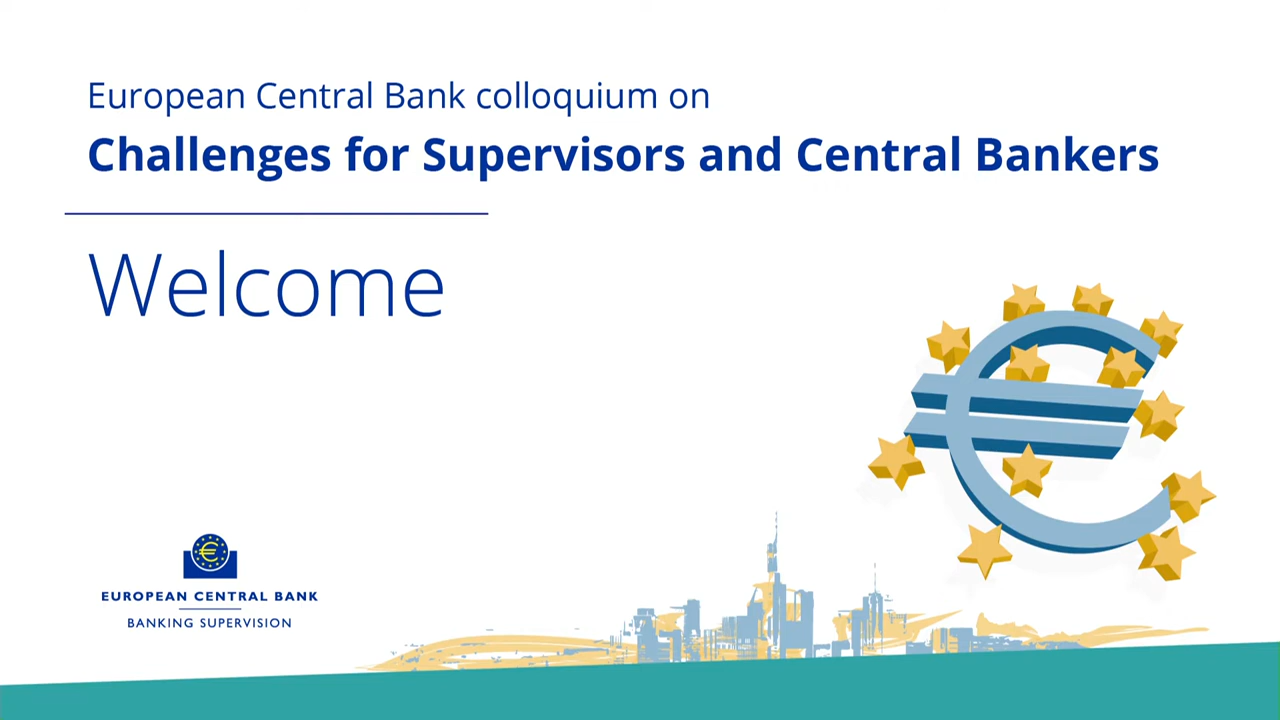 European Central Bank colloquium on
Challenges for Supervisors and Central Bankers
Welcome
€
EUROPEAN CENTRAL BANK
BANKING SUPERVISION